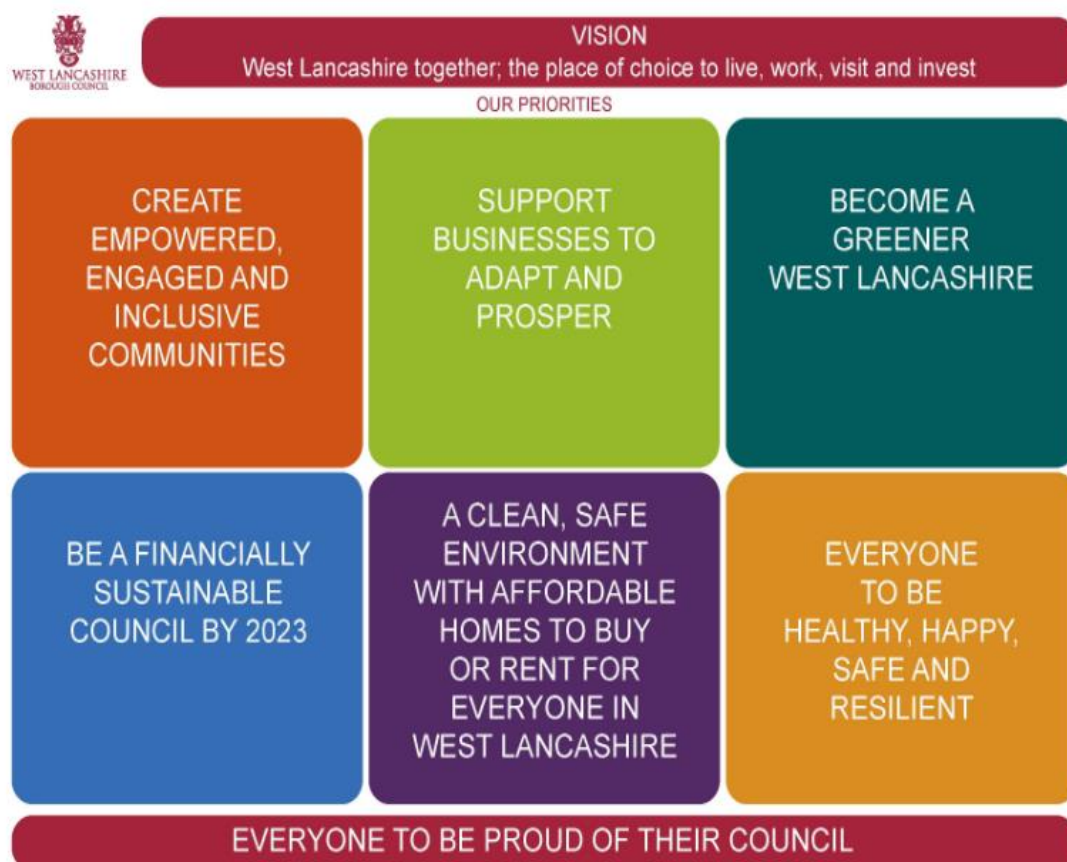 WEST LANCASHIRE
BOROUGH COUNCIL
VISION
West Lancashire together; the place of choice to live, work, visit and invest
OUR PRIORITIES
CREATE
EMPOWERED,
ENGAGED AND
INCLUSIVE
COMMUNITIES
SUPPORT
BUSINESSES TO
ADAPT AND
PROSPER
BECOME A
GREENER
WEST LANCASHIRE
BE A FINANCIALLY
SUSTAINABLE
COUNCIL BY 2023
A CLEAN, SAFE
ENVIRONMENT
WITH AFFORDABLE
HOMES TO BUY
OR RENT FOR
EVERYONE IN
WEST LANCASHIRE
EVERYONE
TO BE
HEALTHY, HAPPY,
SAFE AND
RESILIENT
EVERYONE TO BE PROUD OF THEIR COUNCIL